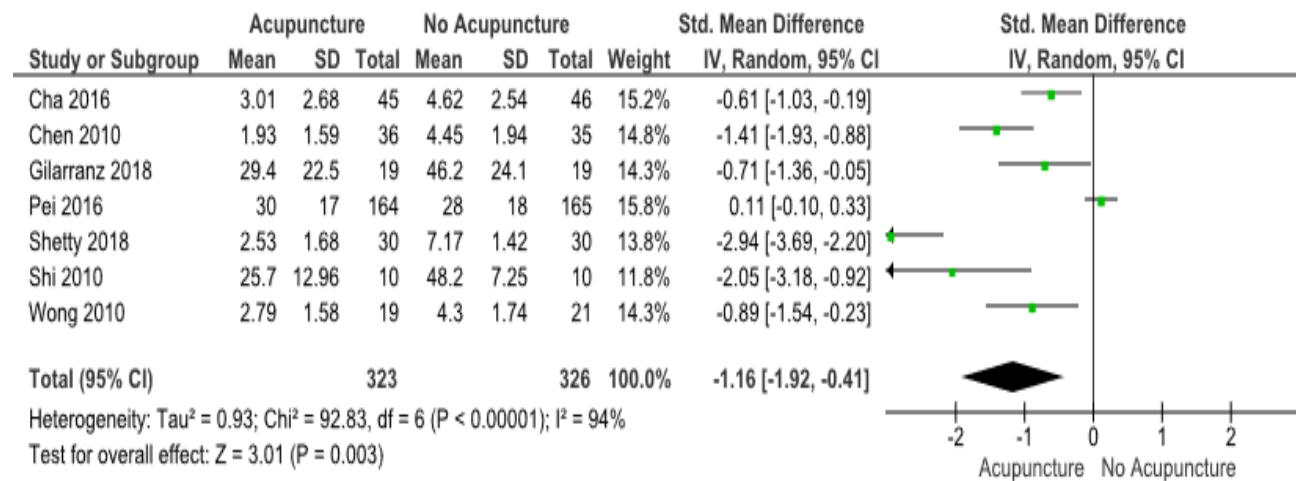 Acupuncture No Acupuncture Std. Mean Difference Std. Mean Difference
Study or Subgroup Mean SD Total Mean SD Total Weight IV, Random, 95% CI IV, Random, 95% CI
Cha 2016 3.01 2.68 45 4.62 2.54 46 15.2% -0.61 [-1.03, -0.19]
Chen 2010 1.93 1.59 36 4.45 1.94 35 14.8% -1.41 [-1.93, -0.88]
Gilarranz 2018 29.4 22.5 19 46.2 24.1 19 14.3% -0.71 [-1.36, -0.05]
Pei 2016 30 17 164 28 18 165 15.8% 0.11 [-0.10, 0.33]
Shetty 2018 2.53 1.68 30 7.17 1.42 30 13.8% -2.94 [-3.69, -2.20]
Shi 2010 25.7 12.96 10 48.2 7.25 10 11.8% -2.05 [-3.18, -0.92]
Wong 2010 2.79 1.58 19 4.3 1.74 21 14.3% -0.89 [-1.54, -0.23]
Total (95% CI) 323 326 100.0% -1.16 [-1.92, -0.41]
Heterogeneity: Tau² = 0.93; Chi² = 92.83, df = 6 (P < 0.00001); I² = 94%
Test for overall effect: Z = 3.01 (P = 0.003)
-2 -1 0 1 2
Acupuncture No Acupuncture